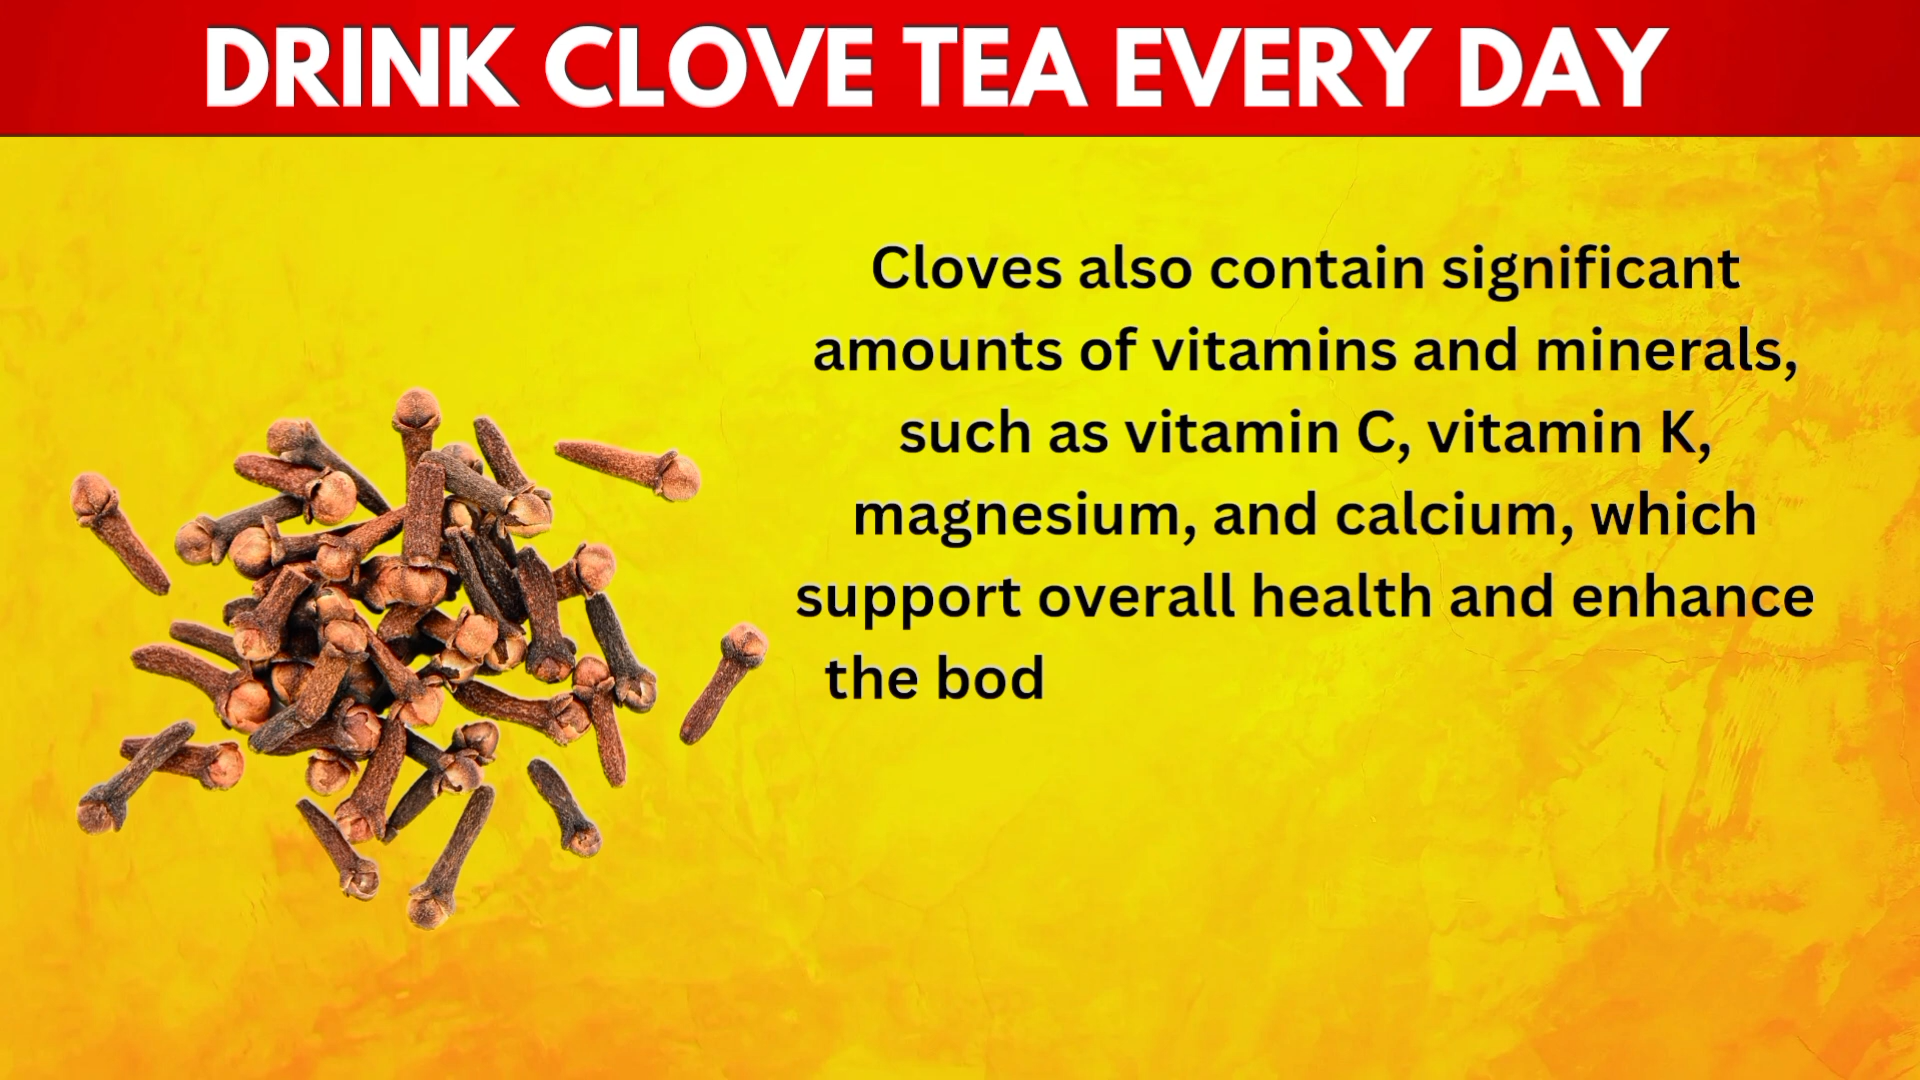 DRINK CLOVE TEA EVERY DAY
Cloves also contain significant
amounts of vitamins and minerals,
such as vitamin C, vitamin K,
magnesium, and calcium, which
support overall health and enhance
the bod